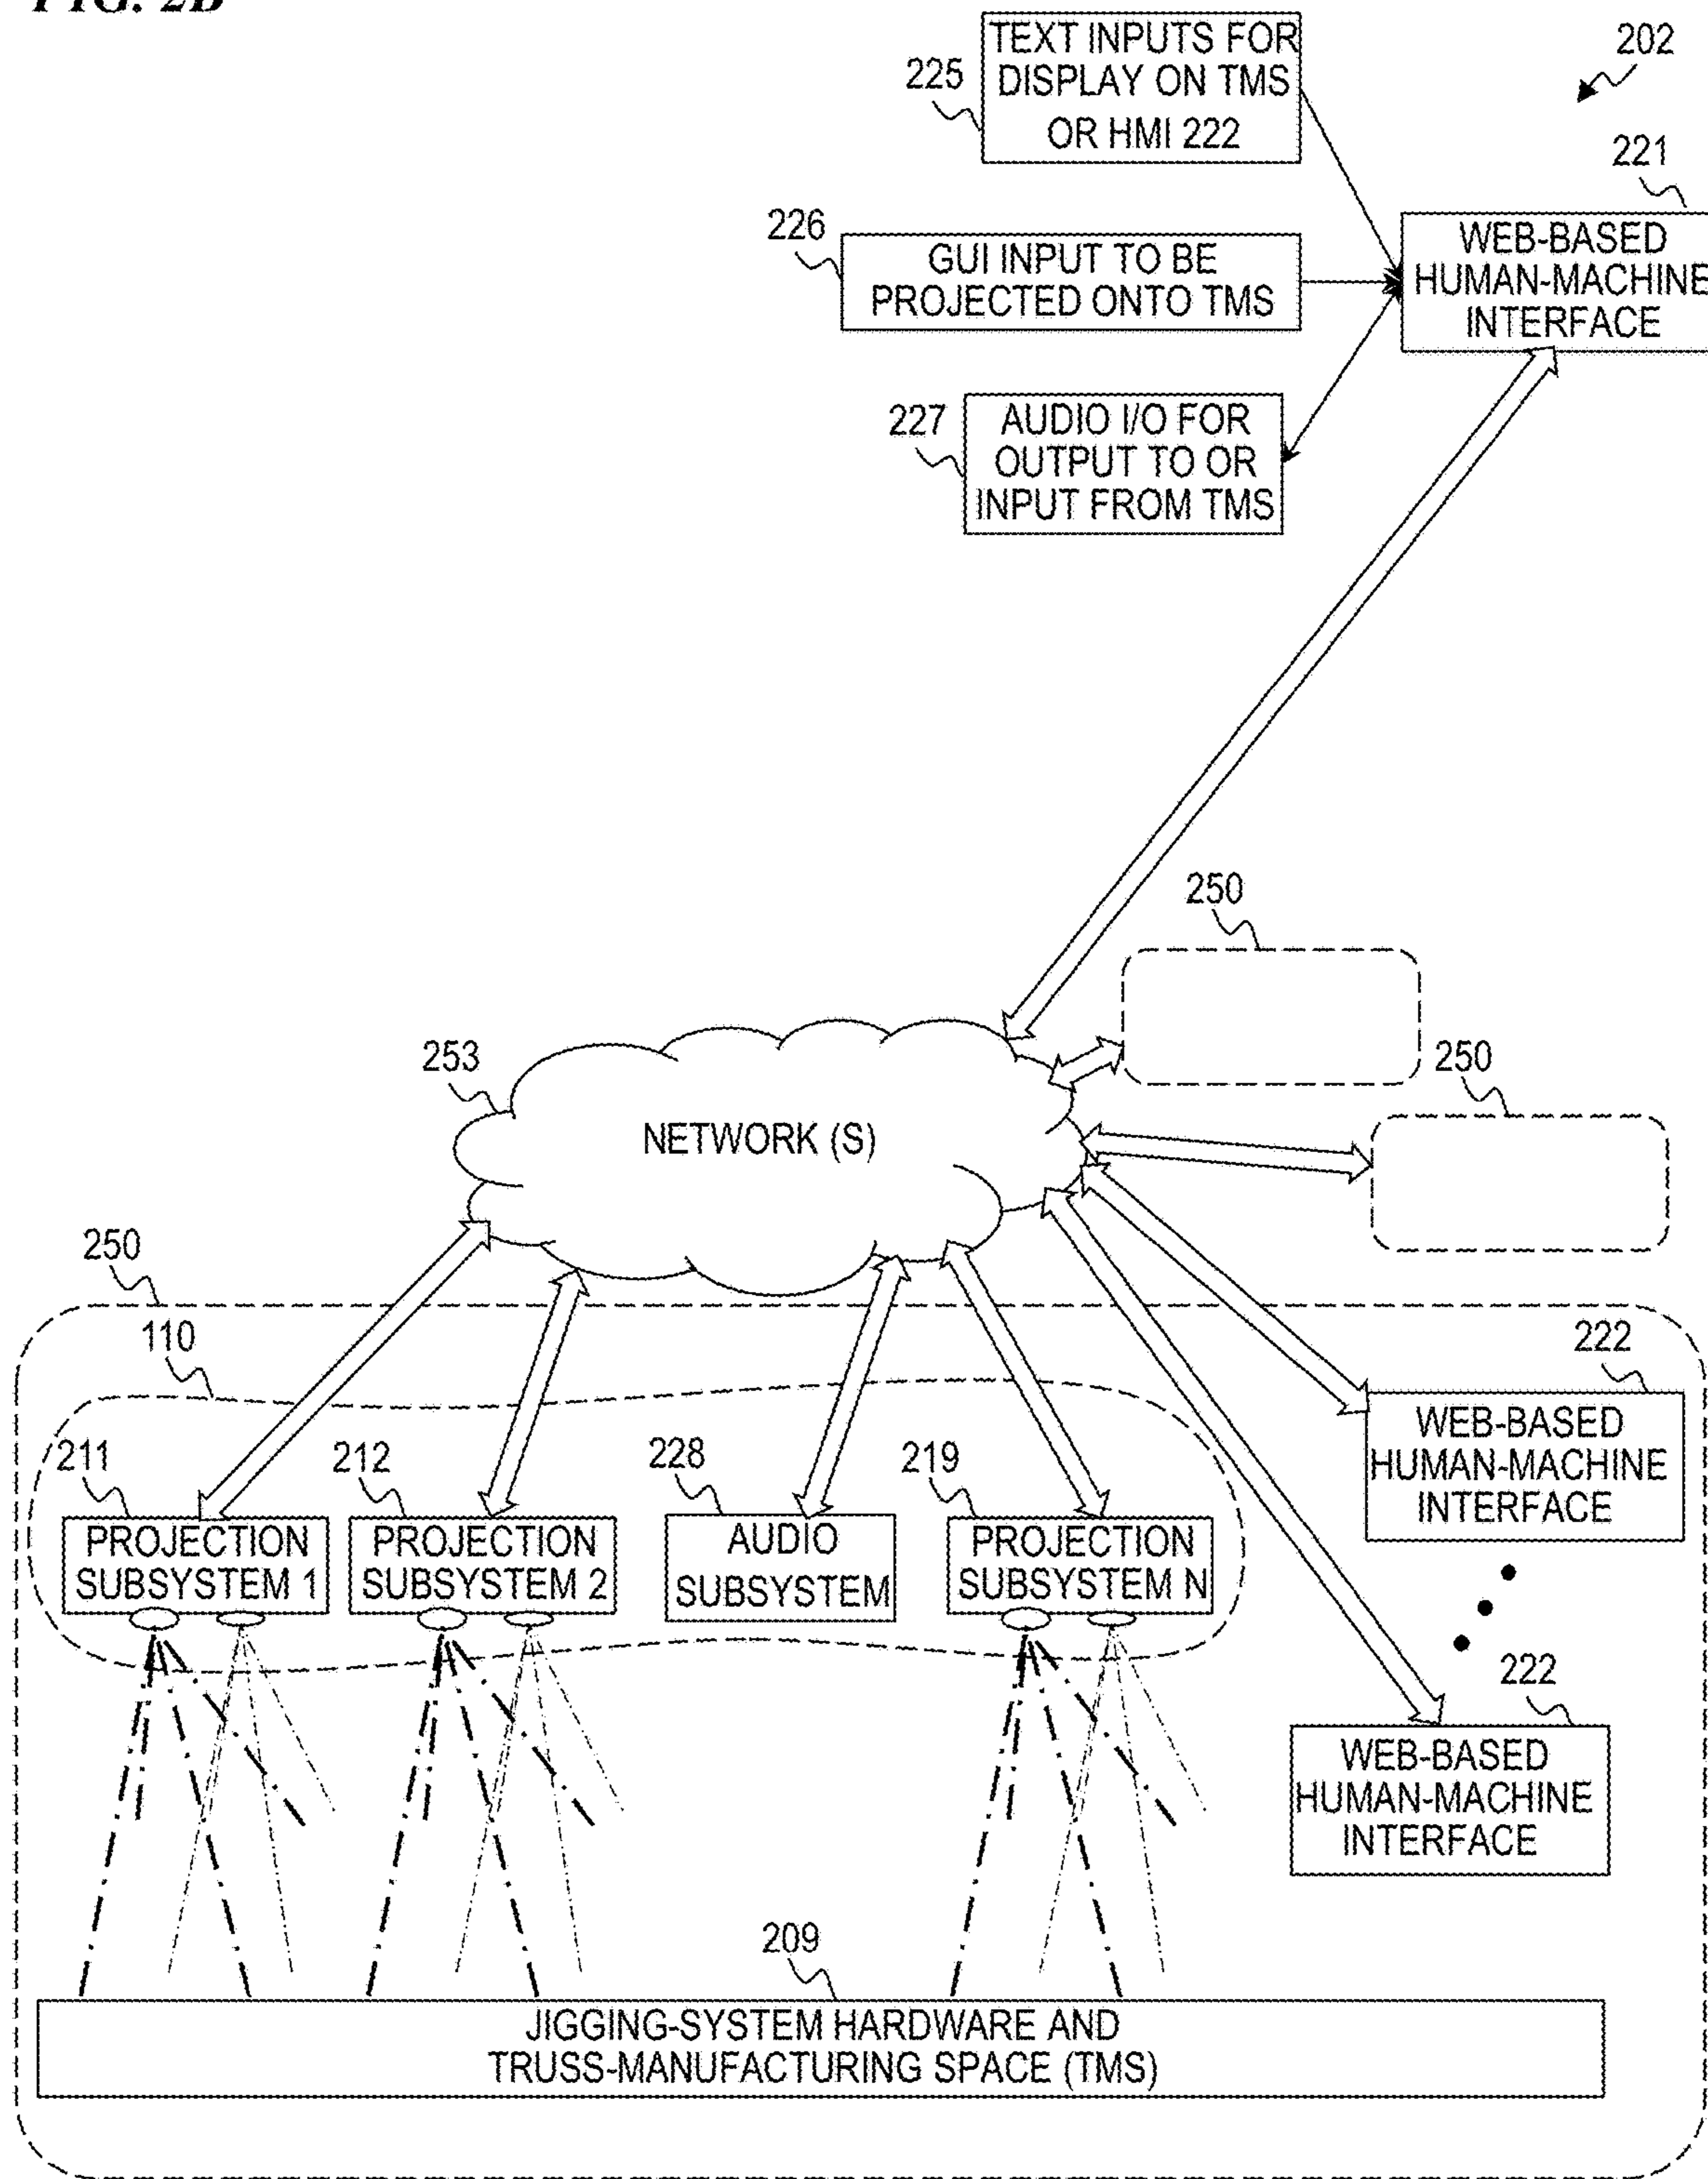 FIG. 2B
202
225
TEXT INPUTS FOR
DISPLAY ON TMS
OR HMI 222
221
WEB-BASED
HUMAN-MACHINE
INTERFACE
226
GUI INPUT TO BE
PROJECTED ONTO TMS
227
AUDIO I/O FOR
OUTPUT TO OR
INPUT FROM TMS
250
250
253
NETWORK (S)
250
110
222
WEB-BASED
HUMAN-MACHINE
INTERFACE
211
PROJECTION
SUBSYSTEM 1
212
PROJECTION
SUBSYSTEM 2
228
AUDIO
SUBSYSTEM
219
PROJECTION
SUBSYSTEM N
222
WEB-BASED
HUMAN-MACHINE
INTERFACE
209
JIGGING-SYSTEM HARDWARE AND
TRUSS-MANUFACTURING SPACE (TMS)